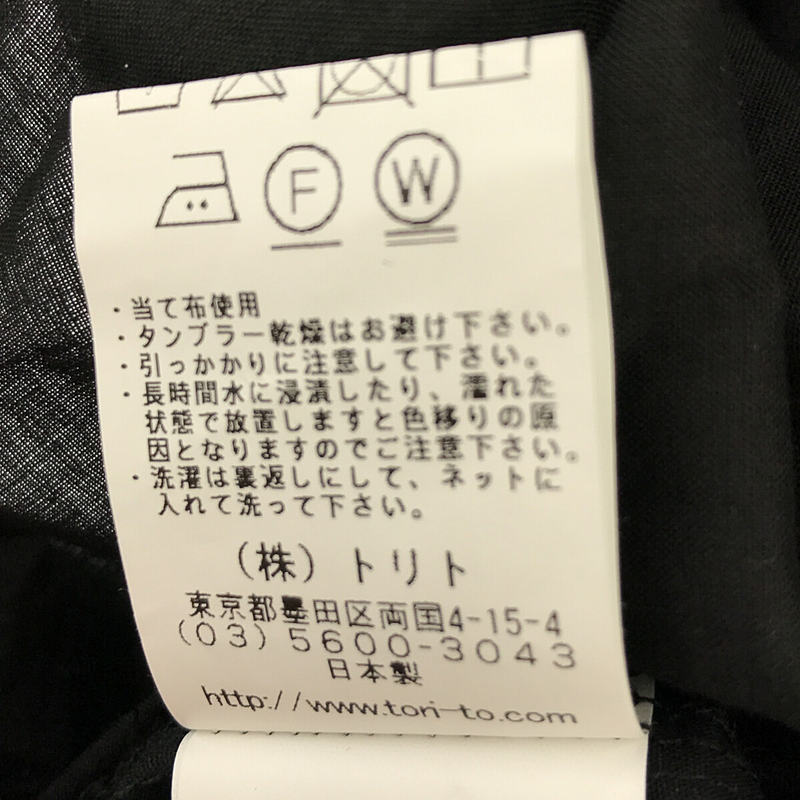 F W
・当て布使用
・タンブラー乾燥はお避け下さい。
・引っかかりに注意して下さい。
・長時間水に浸漬したり、濡れた
状態で放置しますと色移りの原
因となりますのでご注意下さい。
・洗濯は裏返しにして、ネットに
入れて洗って下さい。
(株)トリト
東京都墨田区両国4-15-4
(03)5600-3043
日本製
http://www.tori-to.com